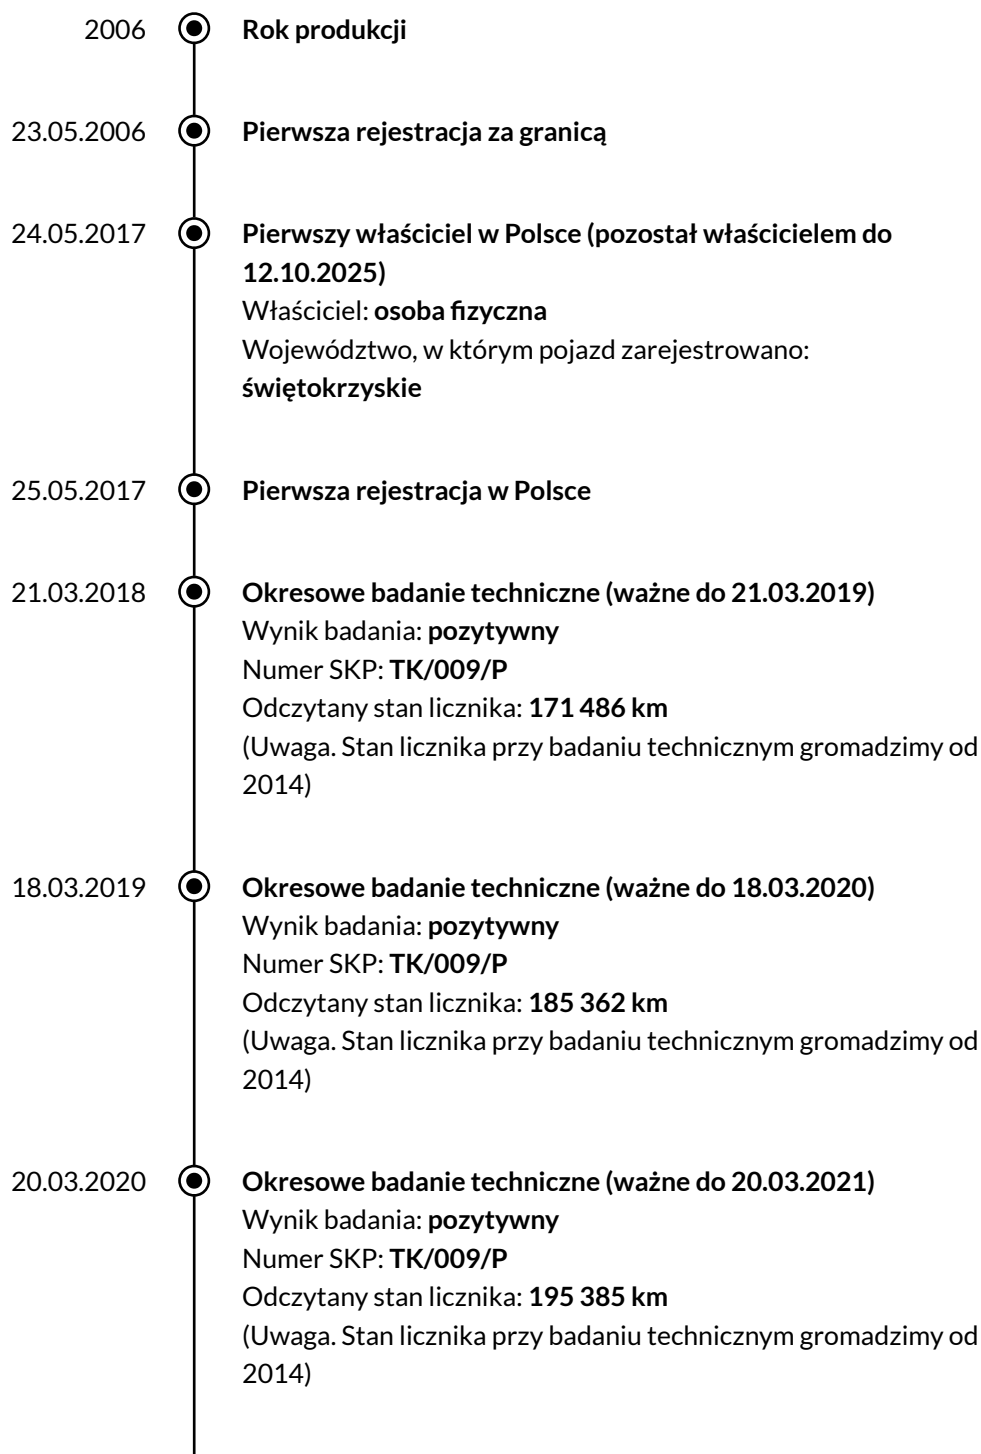 2006 Rok produkcji
23.05.2006 Pierwsza rejestracja za granicą
24.05.2017 Pierwszy właściciel w Polsce (pozostał właścicielem do
12.10.2025)
Właściciel: osoba fizyczna
Województwo, w którym pojazd zarejestrowano:
świętokrzyskie
25.05.2017 Pierwsza rejestracja w Polsce
21.03.2018 Okresowe badanie techniczne (ważne do 21.03.2019)
Wynik badania: pozytywny
Numer SKP: TK/009/P
Odczytany stan licznika: 171 486 km
(Uwaga. Stan licznika przy badaniu technicznym gromadzimy od
2014)
18.03.2019 Okresowe badanie techniczne (ważne do 18.03.2020)
Wynik badania: pozytywny
Numer SKP: TK/009/P
Odczytany stan licznika: 185 362 km
(Uwaga. Stan licznika przy badaniu technicznym gromadzimy od
2014)
20.03.2020 Okresowe badanie techniczne (ważne do 20.03.2021)
Wynik badania: pozytywny
Numer SKP: TK/009/P
Odczytany stan licznika: 195 385 km
(Uwaga. Stan licznika przy badaniu technicznym gromadzimy od
2014)